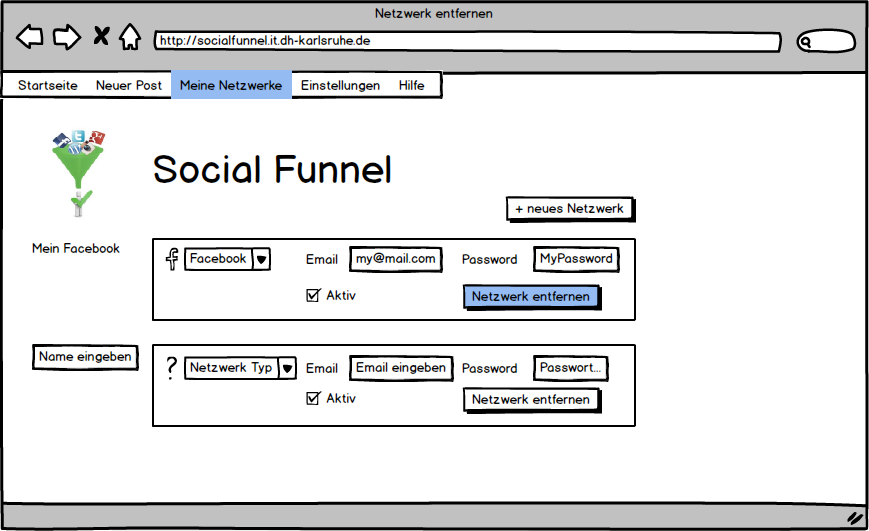 Netzwerk entfernen
http://socialfunnel.it.dh-karlsruhe.de
Startseite Neuer Post Meine Netzwerke Einstellungen Hilfe
Social Funnel
+ neues Netzwerk
Mein Facebook
Facebook Email my@mail.com Password MyPassword
Aktiv Netzwerk entfernen
Name eingeben
? Netzwerk Typ Email Email eingeben Password Passwort...
Aktiv Netzwerk entfernen